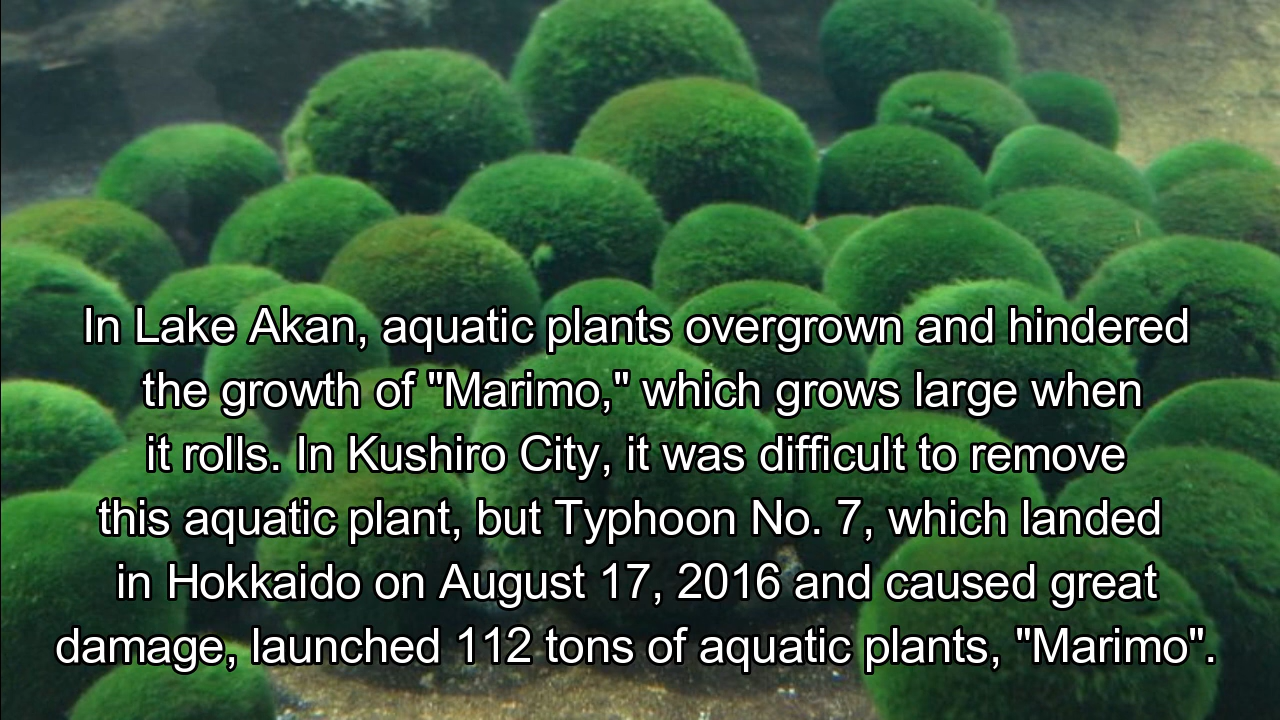 In Lake Akan, aquatic plants overgrown and hindered
the growth of "Marimo," which grows large when
it rolls. In Kushiro City, it was difficult to remove
this aquatic plant, but Typhoon No. 7, which landed
in Hokkaido on August 17, 2016 and caused great
damage, launched 112 tons of aquatic plants, "Marimo".